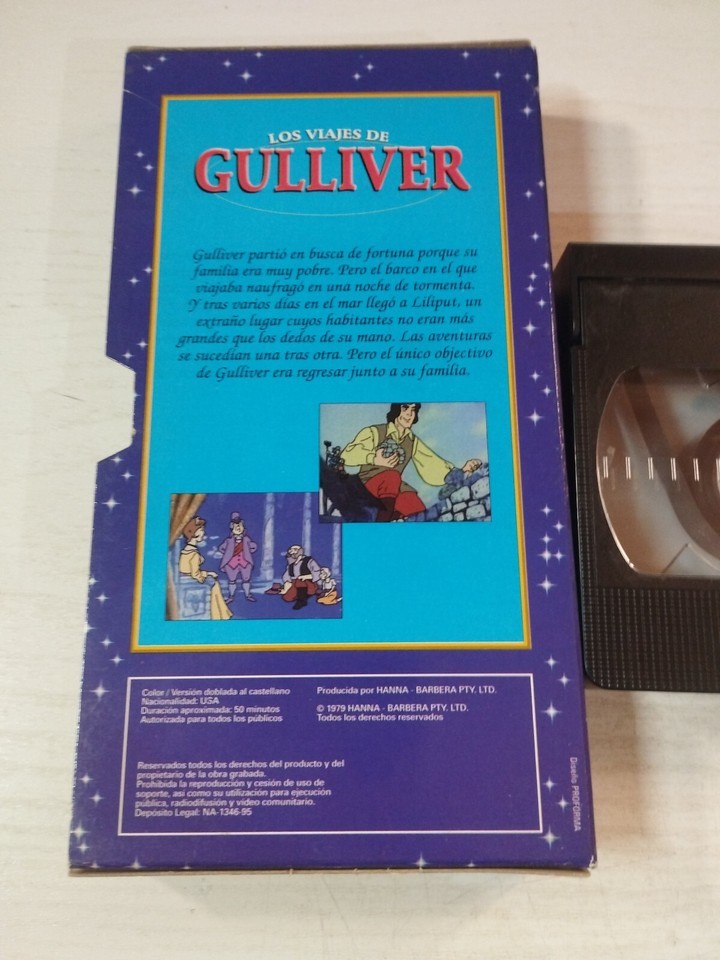 LOS VIAJES DE
GULLIVER
Gulliver partió en busca de fortuna porque su
familia era muy pobre. Pero el barco en el que
viajaba naufragó en una noche de tormenta.
Y tras varios días en el mar llegó a Liliput, un
extraño lugar cuyos habitantes no eran más
grandes que los dedos de su mano. Las aventuras
se sucedían una tras otra. Pero el único objectivo
de Gulliver era regresar junto a su familia.
Color / Versión doblada al castellano
Nacionalidad: USA
Duración aproximada: 50 minutos
Autorizada para todos los públicos
Producida por HANNA - BARBERA PTY. LTD.
© 1979 HANNA - BARBERA PTY. LTD.
Todos los derechos reservados
Reservados todos los derechos del producto y del
propietario de la obra grabada.
Prohibida la reproducción y cesión de uso de
soporte, así como su utilización para ejecución
pública, radiodifusión y vídeo comunitario.
Depósito Legal: NA-1346-95
Diseño PROFORMA